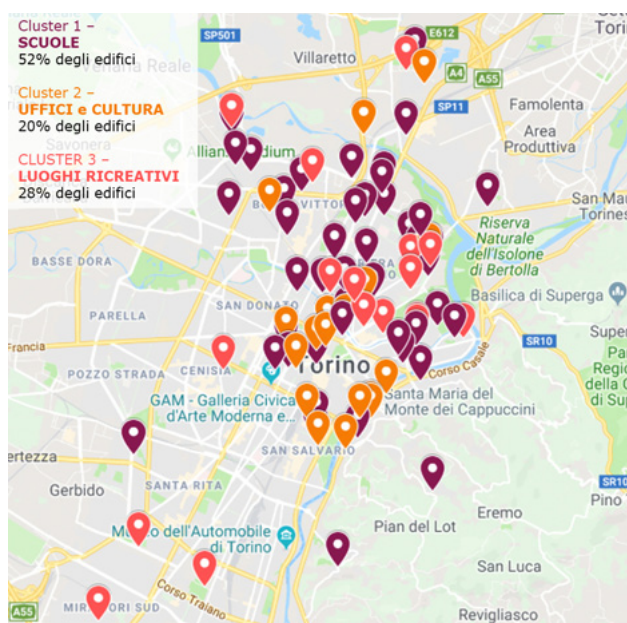 Cluster 1 –
SCUOLE
52% degli edifici
Cluster 2 –
UFFICI e CULTURA
20% degli edifici
CLUSTER 3 –
LUOGHI RICREATIVI
28% degli edifici
SP501
E612
Villaretto
A4
A55
SP11
Famolenta
Area
Produttiva
San Mau
Torines
Riserva
Naturale
dell'Isolone
di Bertolla
BASSE DORA
SAN DONATO
Basilica di Superga
PARELLA
Francia
CENISIA
POZZO STRADA
Torino
Corso Casale
SR10
GAM - Galleria Civica
d'Arte Moderna e...
Santa Maria del
Monte dei Cappuccini
SAN SALVARIO
Gerbido
SANTA RITA
SR10
Pino
Eremo
Pian del Lot
dell'Automobile
di Torino
San Luca
Corso Traiano
A55
SUD
Revigliasco